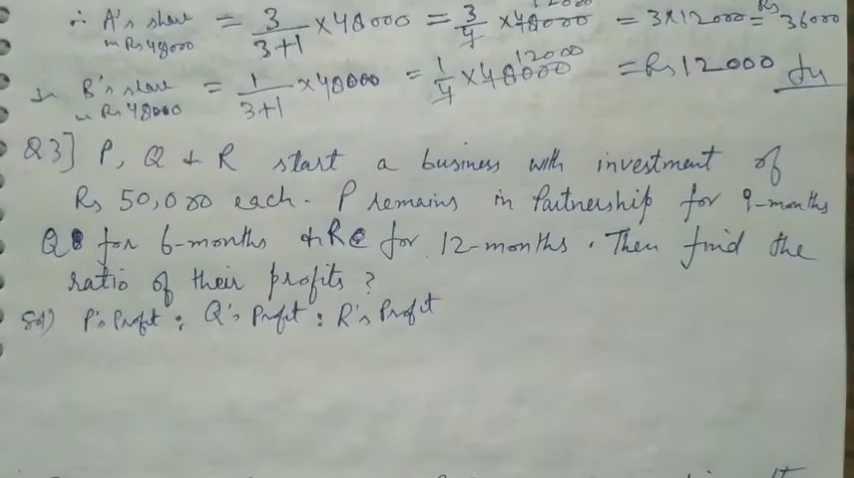 ∴ A's share in Rs 48000 = 3/(3+1) × 48000 = 3/4 × 48000 12000 = 3×12000 = Rs 36000
& B's share in Rs 48000 = 1/(3+1) × 48000 = 1/4 × 48000 12000 = Rs 12000
Q3] P, Q & R start a business with investment of
Rs 50,000 each. P remains in Partnership for 9-months
Q for 6-months & R for 12-months. Then find the
ratio of their profits?
Sol) P's Profit : Q's Profit : R's Profit